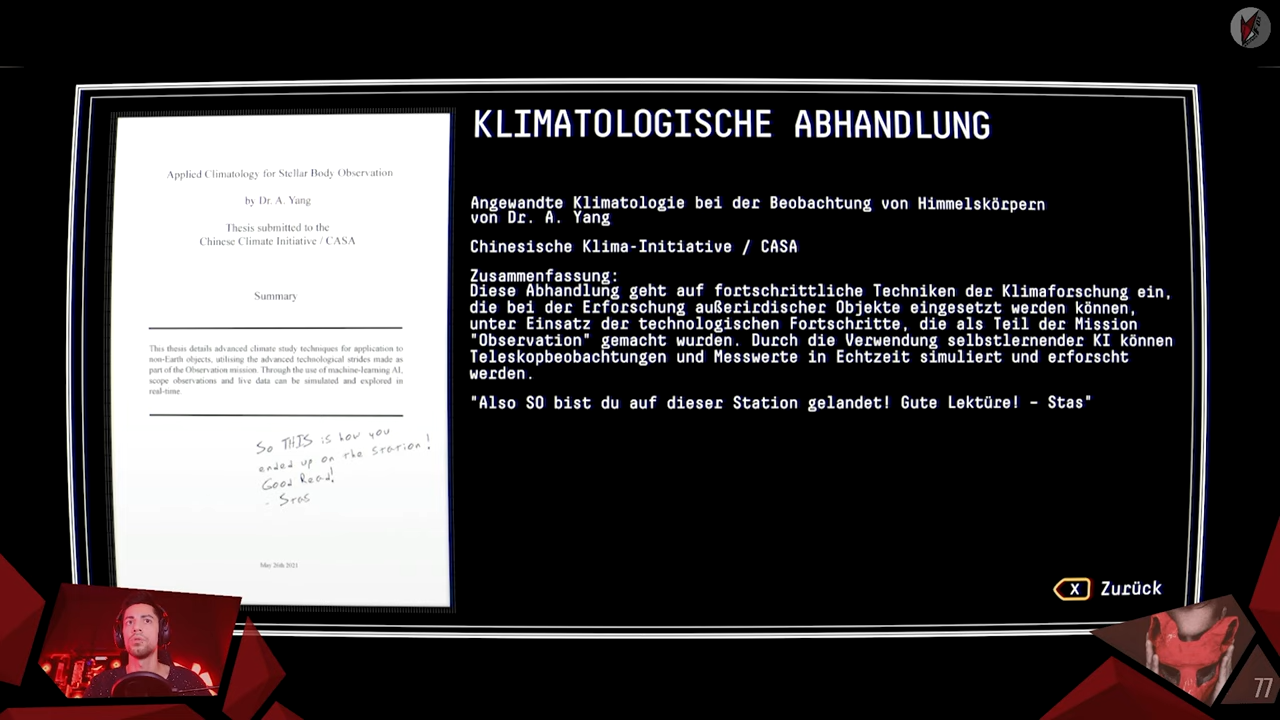 KLIMATOLOGISCHE ABHANDLUNG
Applied Climatology for Stellar Body Observation
by Dr. A. Yang
Thesis submitted to the
Chinese Climate Initiative / CASA
Summary
This thesis details advanced climate study techniques for application to
non-Earth objects, utilising the advanced technological strides made as
part of the Observation mission. Through the use of machine-learning AI,
scope observations and live data can be simulated and explored in
real-time.
So THIS is how you
ended up on the station!
Good Read!
- Stas
May 26th 2021
Angewandte Klimatologie bei der Beobachtung von Himmelskörpern
von Dr. A. Yang
Chinesische Klima-Initiative / CASA
Zusammenfassung:
Diese Abhandlung geht auf fortschrittliche Techniken der Klimaforschung ein,
die bei der Erforschung außerirdischer Objekte eingesetzt werden können,
unter Einsatz der technologischen Fortschritte, die als Teil der Mission
"Observation" gemacht wurden. Durch die Verwendung selbstlernender KI können
Teleskopbeobachtungen und Messwerte in Echtzeit simuliert und erforscht
werden.
"Also SO bist du auf dieser Station gelandet! Gute Lektüre! - Stas"
X Zurück
77